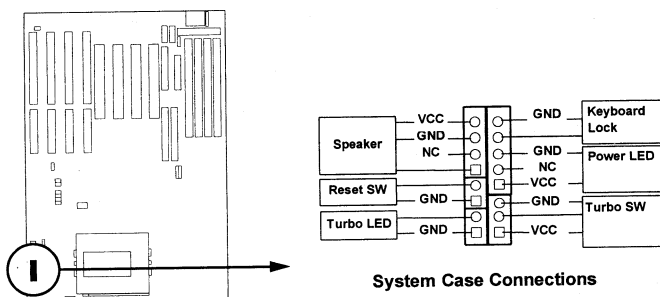 Speaker
VCC
GND
NC
Reset SW
GND
Turbo LED
GND
GND
Keyboard
Lock
GND
NC
VCC
Power LED
GND
VCC
Turbo SW
System Case Connections